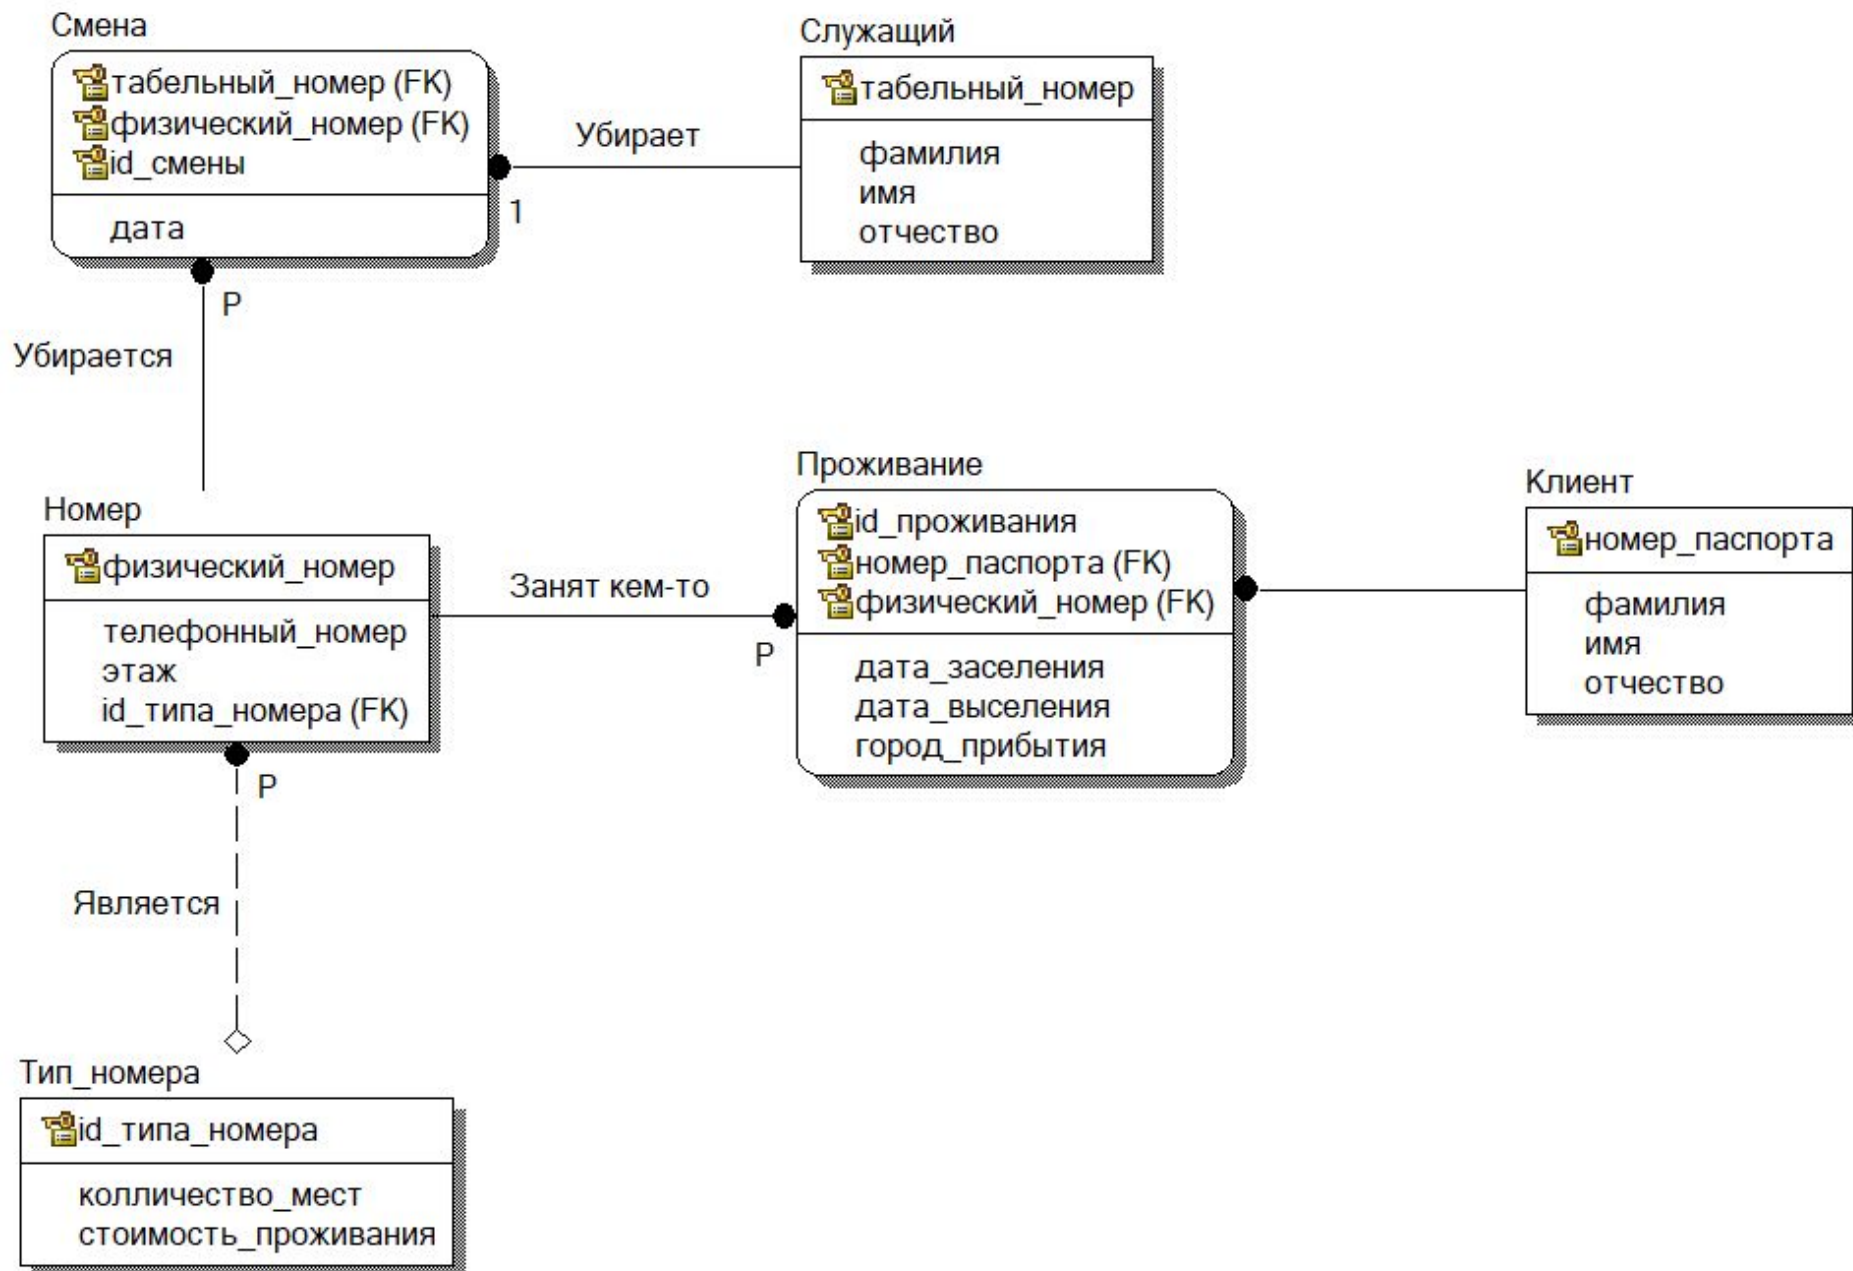 Смена
табельный_номер (FK)
физический_номер (FK)
id_смены
дата
Служащий
табельный_номер
фамилия
имя
отчество
Убирает
1
P
Убирается
Номер
физический_номер
телефонный_номер
этаж
id_типа_номера (FK)
Занят кем-то
P
Проживание
id_проживания
номер_паспорта (FK)
физический_номер (FK)
дата_заселения
дата_выселения
город_прибытия
Клиент
номер_паспорта
фамилия
имя
отчество
P
Является
Тип_номера
id_типа_номера
колличество_мест
стоимость_проживания